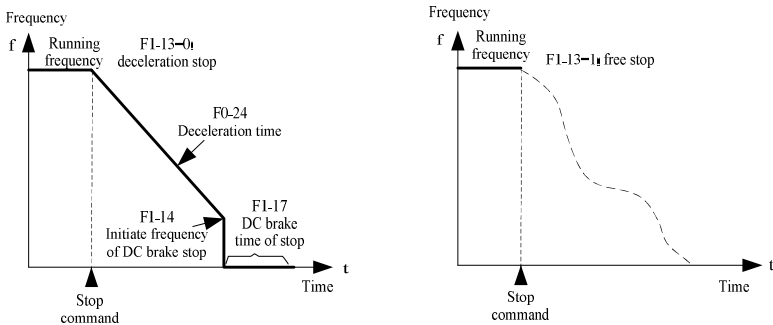 Frequency
f
Running
frequency
F1-13=0:
deceleration stop
F0-24
Deceleration time
F1-14
Initiate frequency
of DC brake stop
F1-17
DC brake
time of stop
t
Time
Stop
command
Frequency
f
Running
frequency
F1-13=1: free stop
t
Time
Stop
command